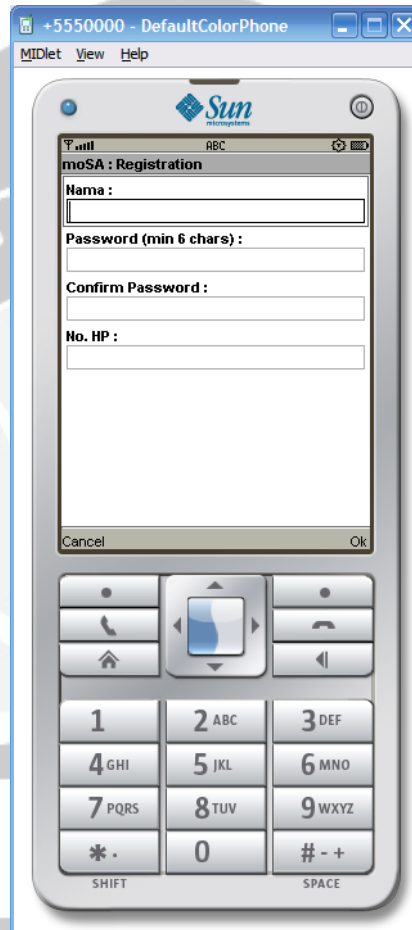 +5550000 - DefaultColorPhone
MIDlet View Help
Sun
microsystems
ABC
moSA : Registration
Nama :
Password (min 6 chars) :
Confirm Password :
No. HP :
Cancel Ok
1 2 ABC 3 DEF
4 GHI 5 JKL 6 MNO
7 PQRS 8 TUV 9 WXYZ
* . 0 # - +
SHIFT SPACE